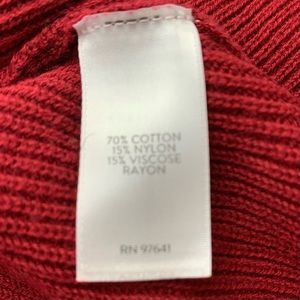 70% COTTON
15% NYLON
15% VISCOSE
RAYON
RN 97641